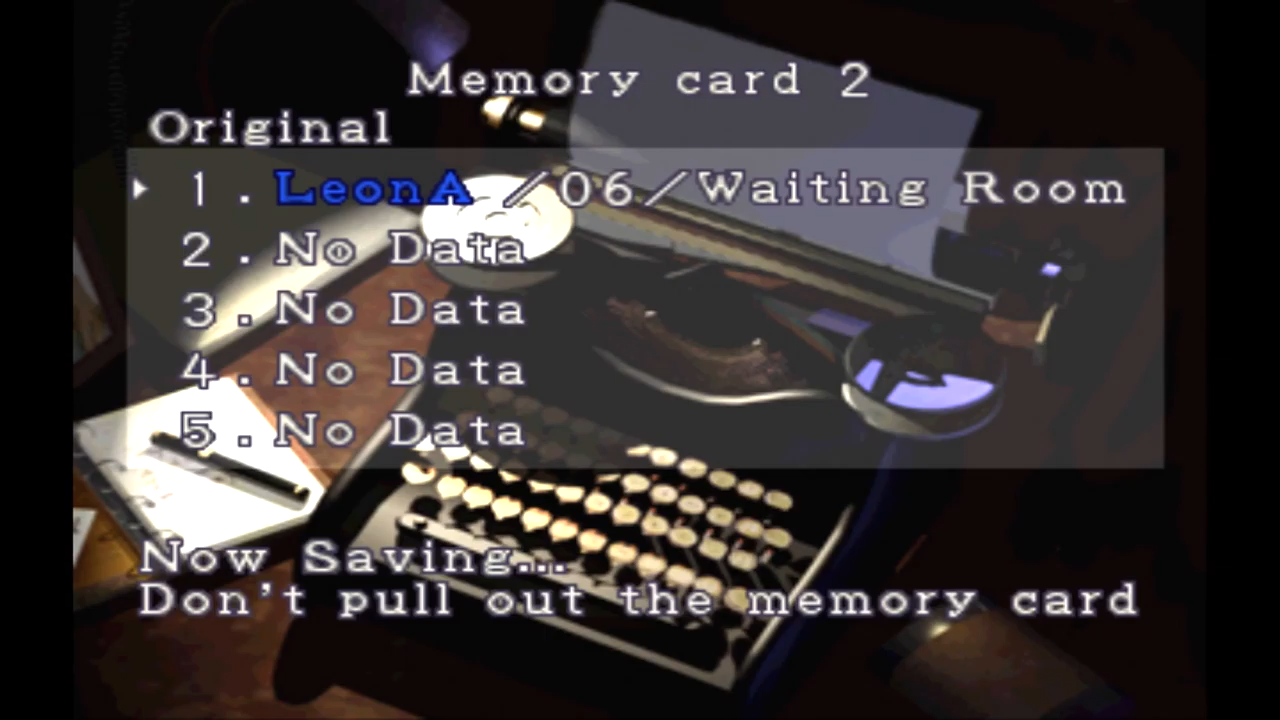 Memory card 2
Original
1. LeonA /06/Waiting Room
2. No Data
3. No Data
4. No Data
5. No Data
Now Saving...
Don't pull out the memory card